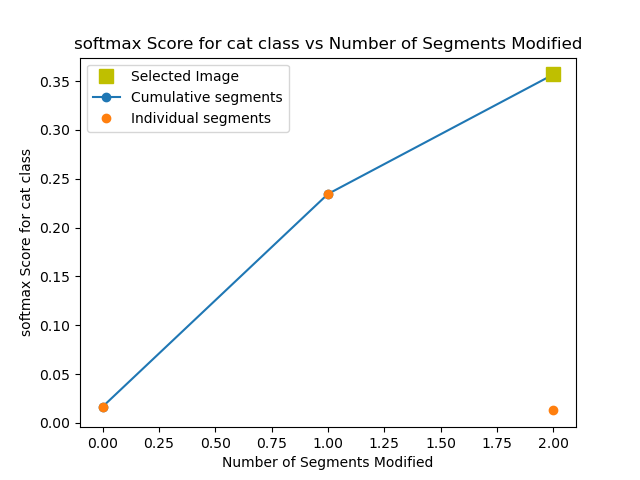 softmax Score for cat class vs Number of Segments Modified
Selected Image
Cumulative segments
Individual segments
softmax Score for cat class
0.35
0.30
0.25
0.20
0.15
0.10
0.05
0.00
0.00 0.25 0.50 0.75 1.00 1.25 1.50 1.75 2.00
Number of Segments Modified